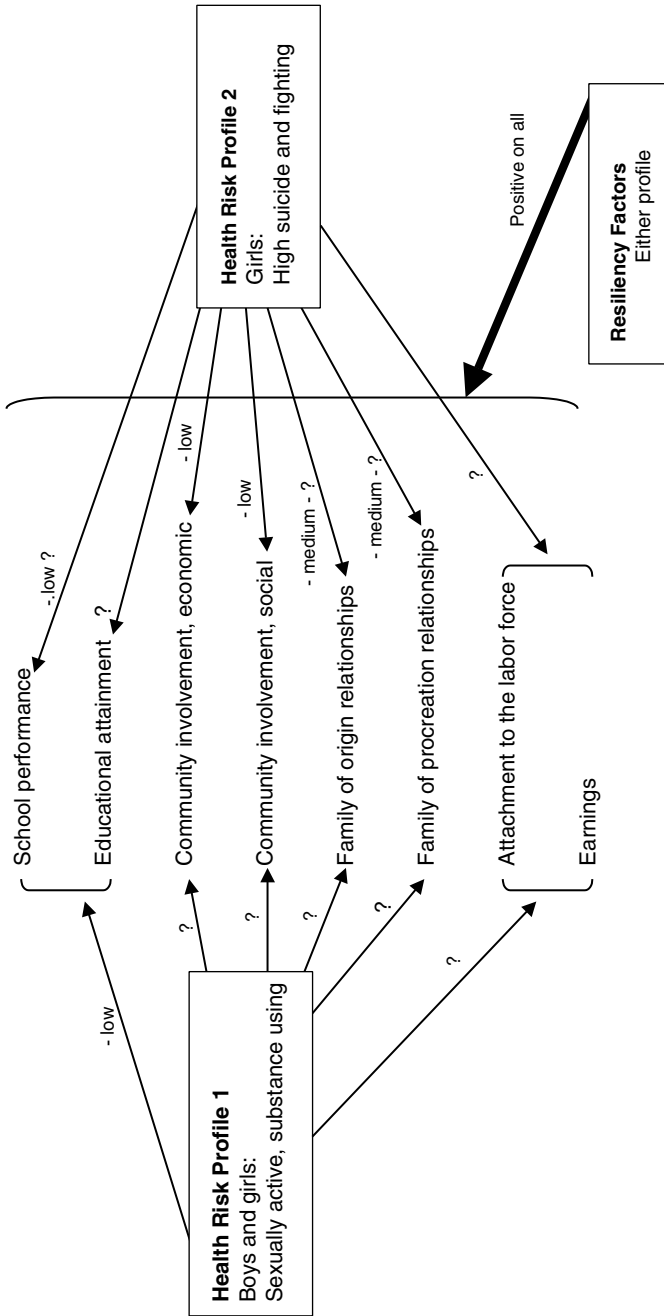 Health Risk Profile 1
Boys and girls:
Sexually active, substance using
- low
?
?
?
?
?
School performance
Educational attainment
Community involvement, economic
Community involvement, social
Family of origin relationships
Family of procreation relationships
Attachment to the labor force
Earnings
-.low ?
?
- low
- low
- medium - ?
- medium - ?
?
Health Risk Profile 2
Girls:
High suicide and fighting
Positive on all
Resiliency Factors
Either profile